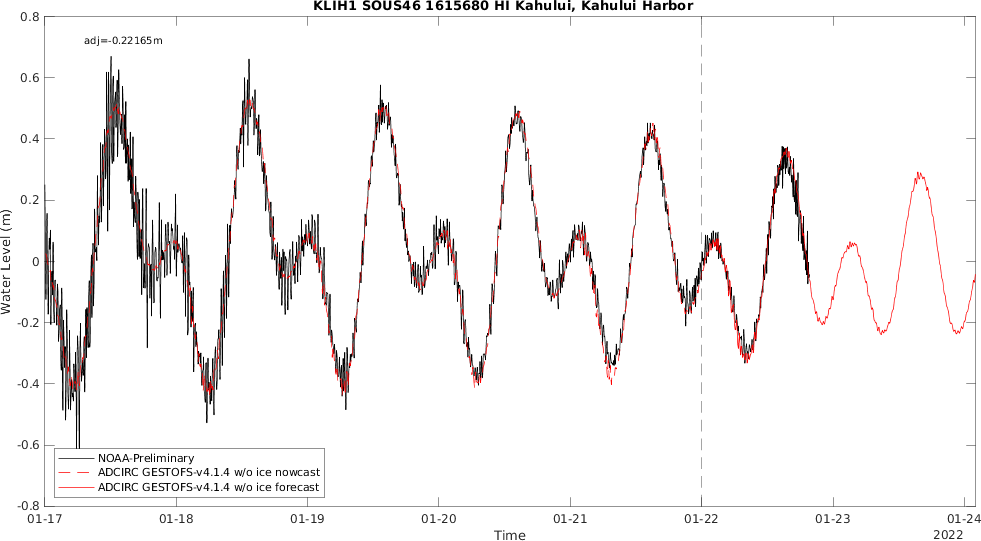 KLIH1 SOUS46 1615680 HI Kahului, Kahului Harbor
adj=-0.22165m
0.8
0.6
0.4
0.2
0
-0.2
-0.4
-0.6
-0.8
Water Level (m)
NOAA-Preliminary
ADCIRC GESTOFS-v4.1.4 w/o ice nowcast
ADCIRC GESTOFS-v4.1.4 w/o ice forecast
01-17 01-18 01-19 01-20 01-21 01-22 01-23 01-24
Time
2022